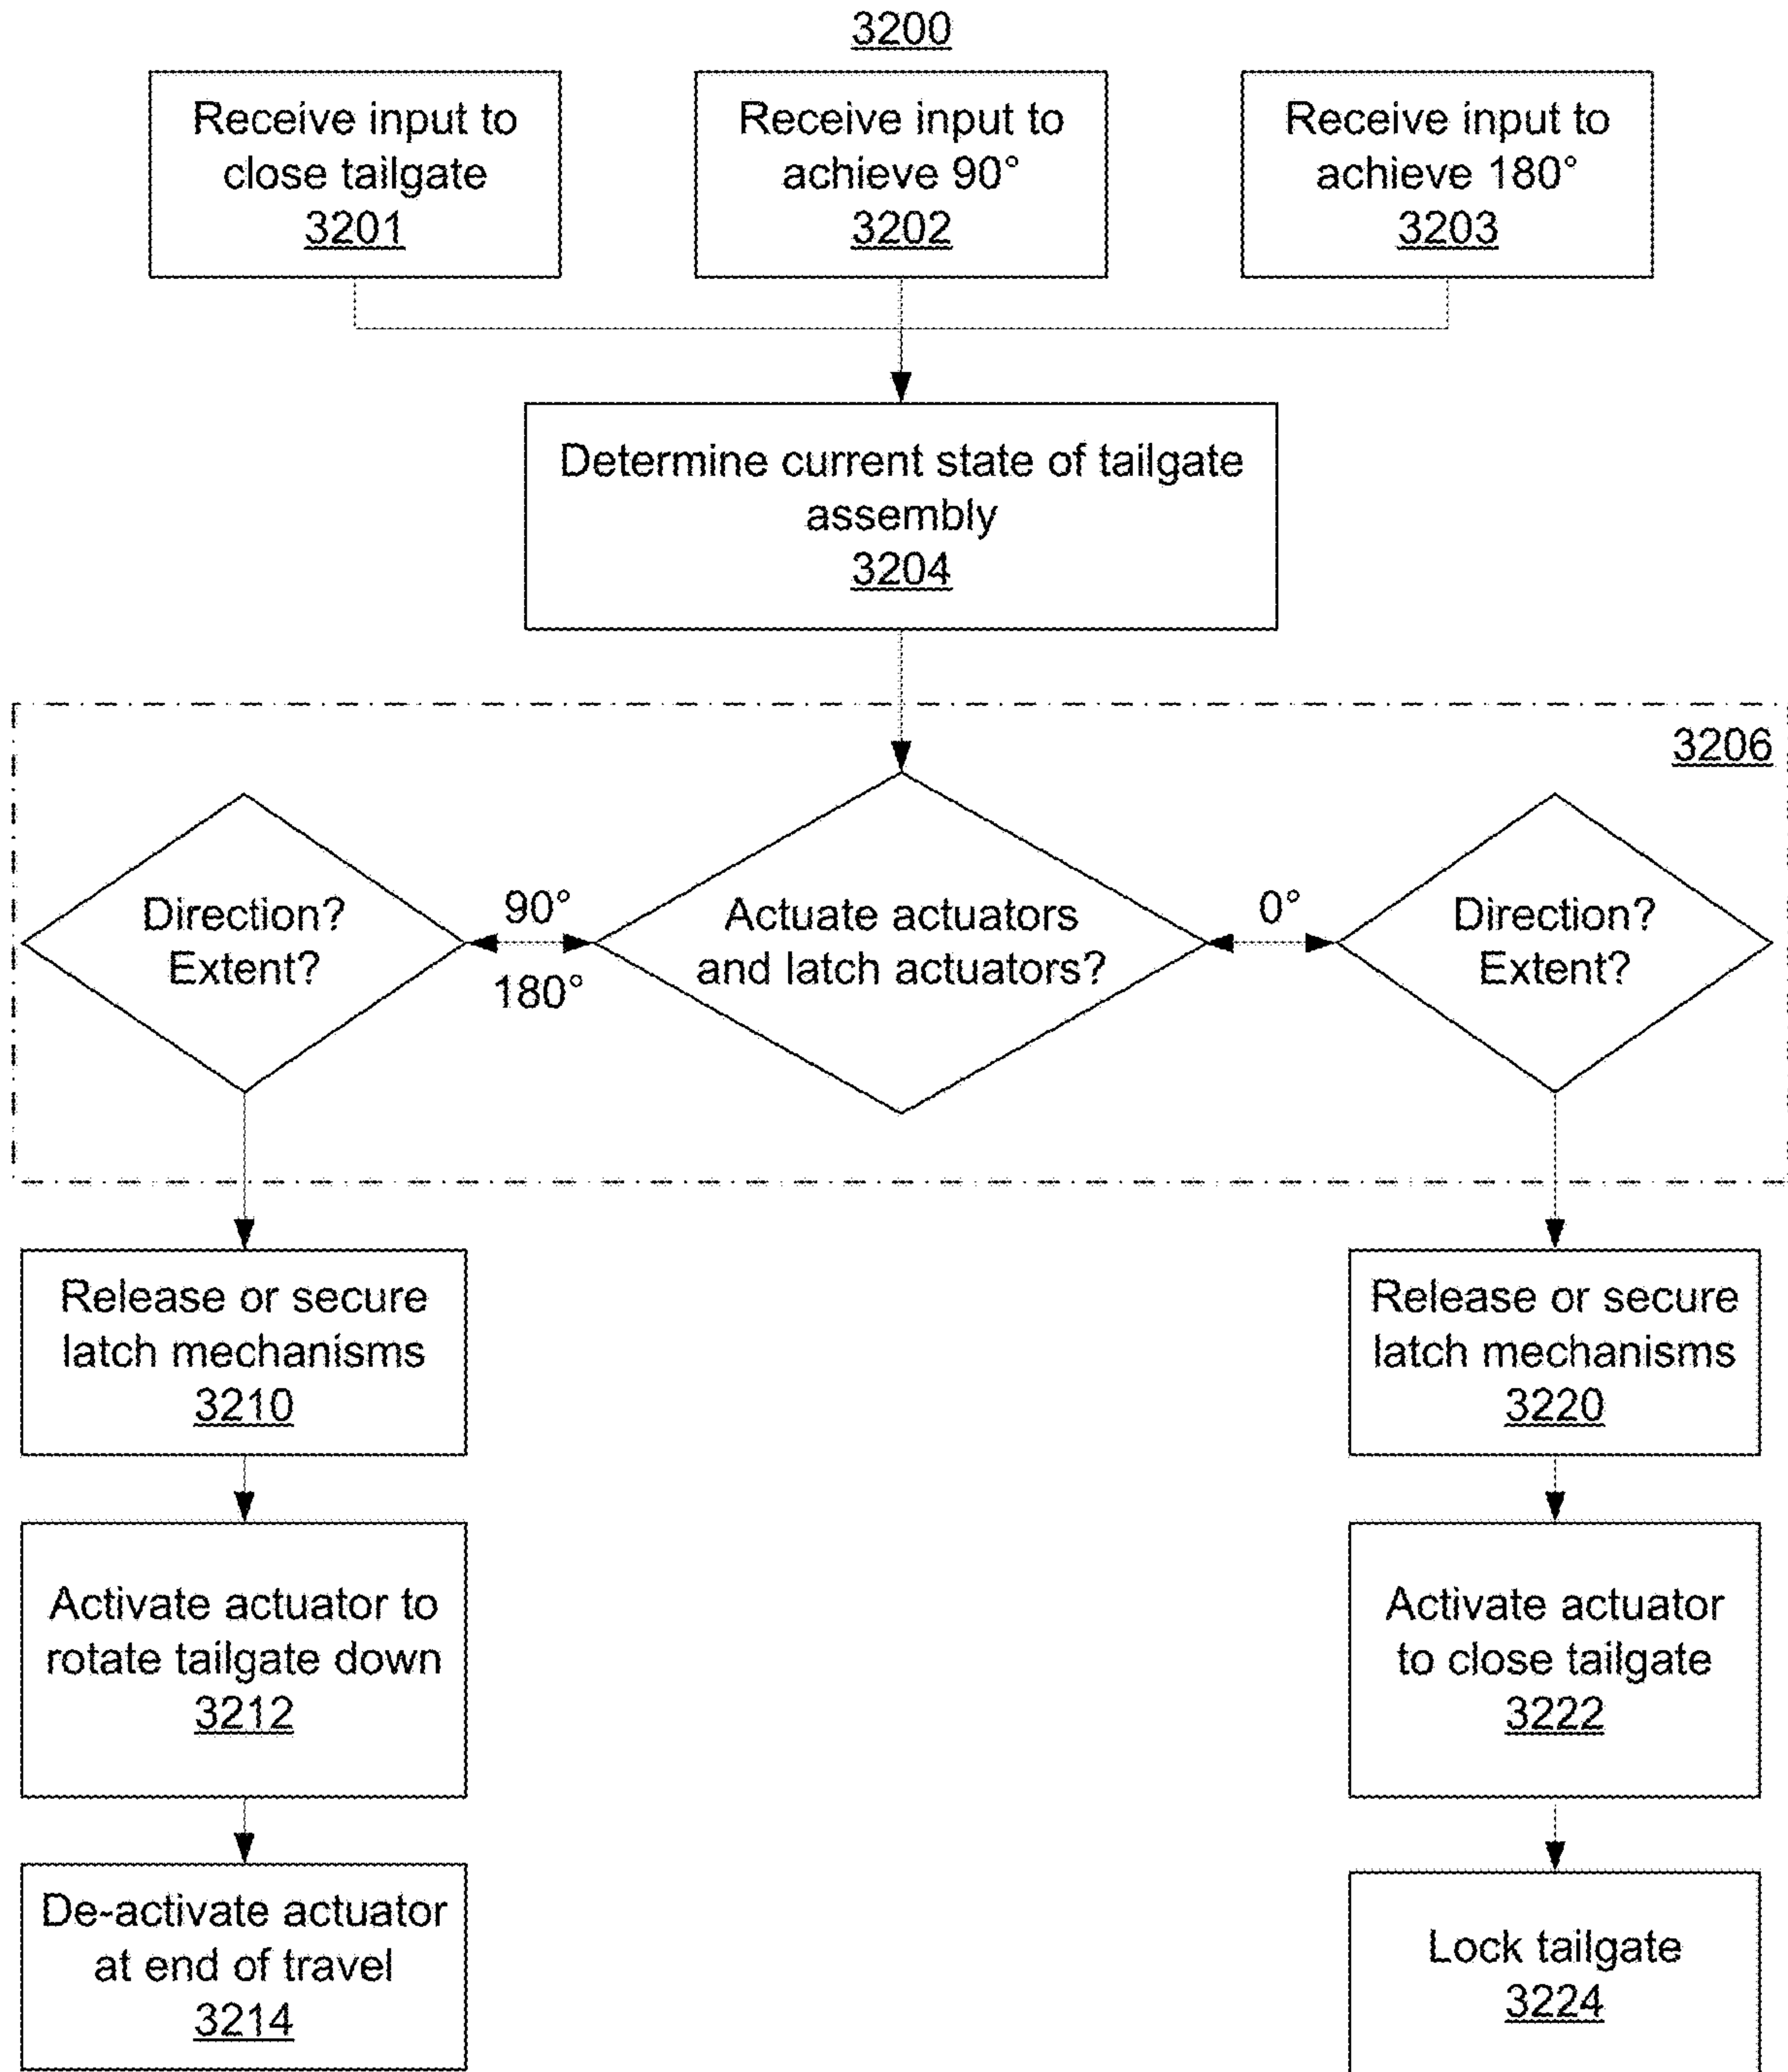 3200
Receive input to
close tailgate
3201
Receive input to
achieve 90°
3202
Receive input to
achieve 180°
3203
Determine current state of tailgate
assembly
3204
3206
Direction?
Extent?
90°
180°
Actuate actuators
and latch actuators?
0°
Direction?
Extent?
Release or secure
latch mechanisms
3210
Release or secure
latch mechanisms
3220
Activate actuator to
rotate tailgate down
3212
Activate actuator
to close tailgate
3222
De-activate actuator
at end of travel
3214
Lock tailgate
3224